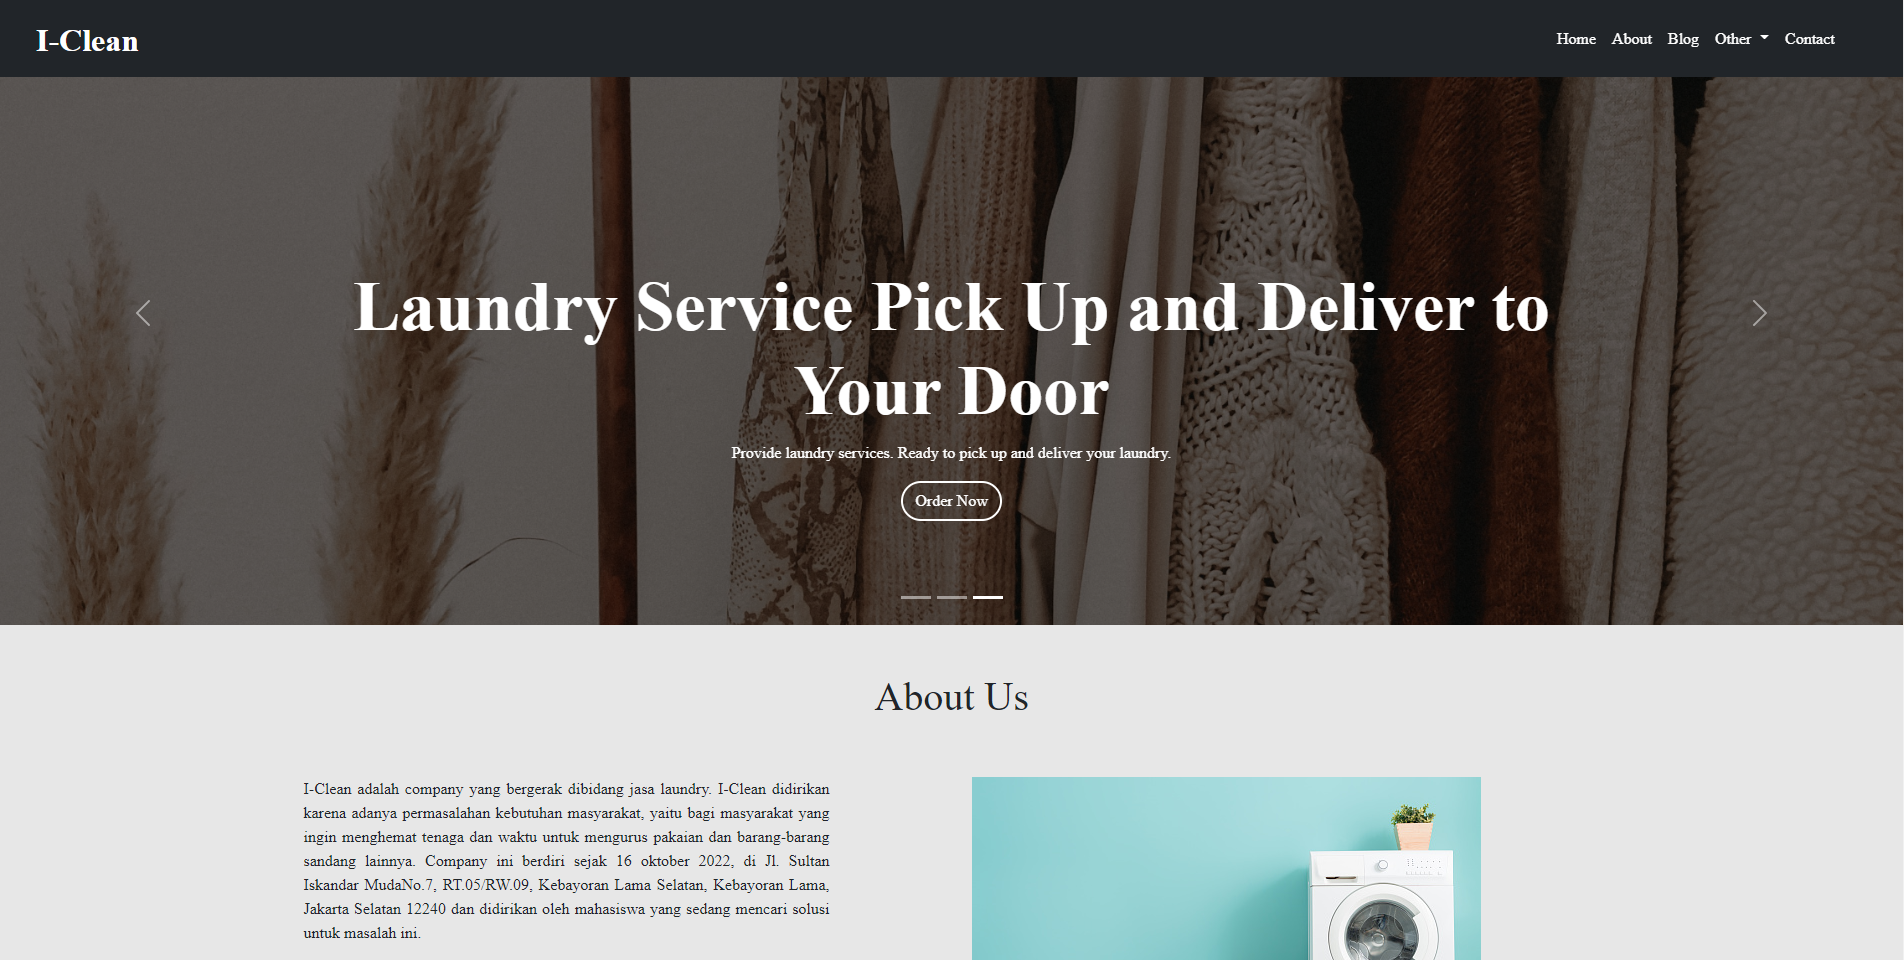 I-Clean
Home About Blog Other Contact
Laundry Service Pick Up and Deliver to
Your Door
Provide laundry services. Ready to pick up and deliver your laundry.
Order Now
About Us
I-Clean adalah company yang bergerak dibidang jasa laundry. I-Clean didirikan
karena adanya permasalahan kebutuhan masyarakat, yaitu bagi masyarakat yang
ingin menghemat tenaga dan waktu untuk mengurus pakaian dan barang-barang
sandang lainnya. Company ini berdiri sejak 16 oktober 2022, di Jl. Sultan
Iskandar MudaNo.7, RT.05/RW.09, Kebayoran Lama Selatan, Kebayoran Lama,
Jakarta Selatan 12240 dan didirikan oleh mahasiswa yang sedang mencari solusi
untuk masalah ini.